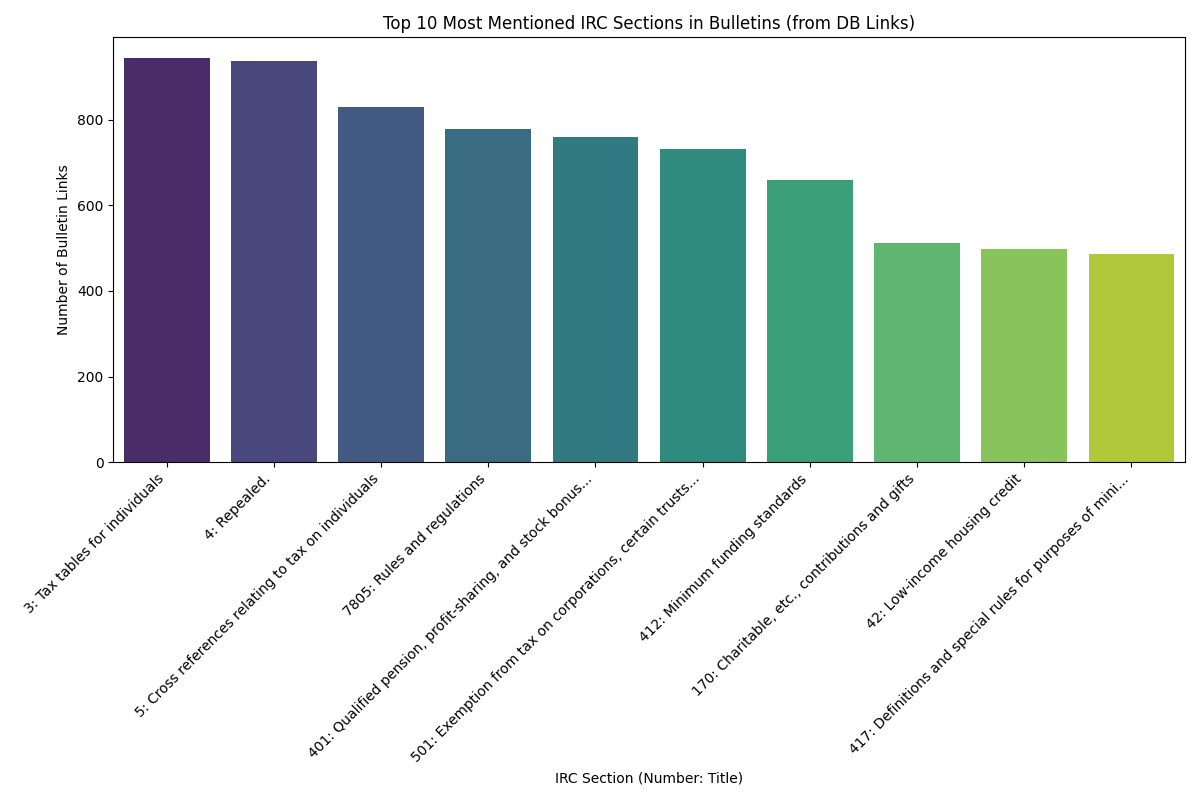 Top 10 Most Mentioned IRC Sections in Bulletins (from DB Links)
Number of Bulletin Links
800
600
400
200
0
3: Tax tables for individuals
4: Repealed.
5: Cross references relating to tax on individuals
7805: Rules and regulations
401: Qualified pension, profit-sharing, and stock bonus...
501: Exemption from tax on corporations, certain trusts...
412: Minimum funding standards
170: Charitable, etc., contributions and gifts
42: Low-income housing credit
417: Definitions and special rules for purposes of mini...
IRC Section (Number: Title)